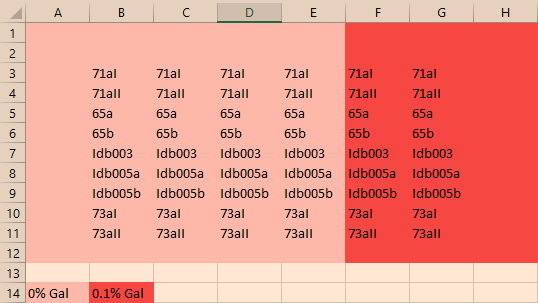 A B C D E F G H
1
2
3 71aI 71aI 71aI 71aI 71aI 71aI
4 71aII 71aII 71aII 71aII 71aII 71aII
5 65a 65a 65a 65a 65a 65a
6 65b 65b 65b 65b 65b 65b
7 Idb003 Idb003 Idb003 Idb003 Idb003 Idb003
8 Idb005a Idb005a Idb005a Idb005a Idb005a Idb005a
9 Idb005b Idb005b Idb005b Idb005b Idb005b Idb005b
10 73aI 73aI 73aI 73aI 73aI 73aI
11 73aII 73aII 73aII 73aII 73aII 73aII
12
13
14 0% Gal 0.1% Gal